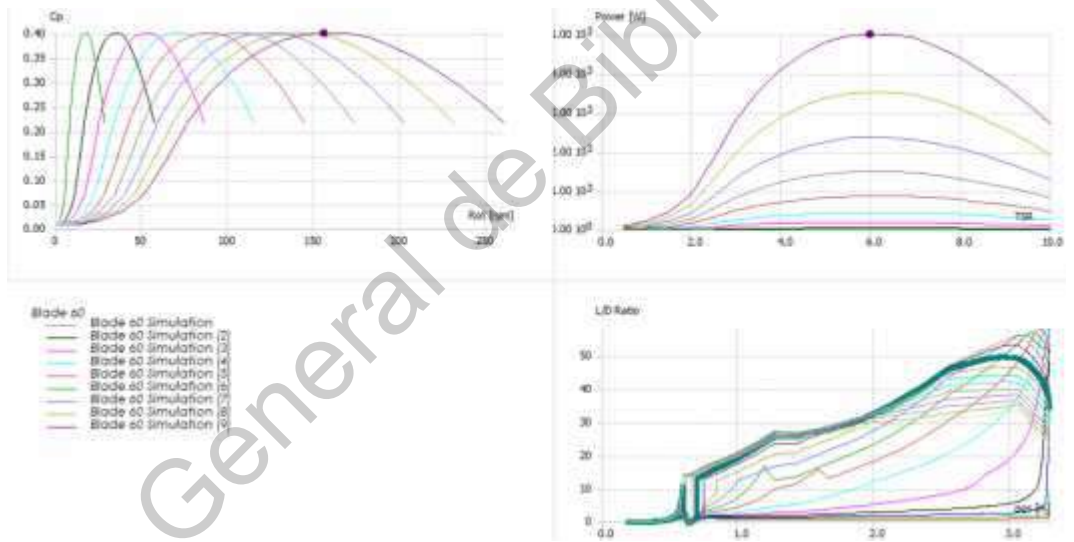 Cp
0.40
0.35
0.30
0.25
0.20
0.15
0.10
0.05
0.00
0 50 100 150 200 250
Power [W]
2.0 4.0 6.0 8.0 10.0
0.0
TSR
Blade 60
Blade 60 Simulation
Blade 60 Simulation [2]
Blade 60 Simulation [3]
Blade 60 Simulation [4]
Blade 60 Simulation [5]
Blade 60 Simulation [6]
Blade 60 Simulation [7]
Blade 60 Simulation [8]
Blade 60 Simulation [9]
L/D Ratio
50
40
30
20
10
0
0.0 1.0 2.0 3.0
General de Bibli